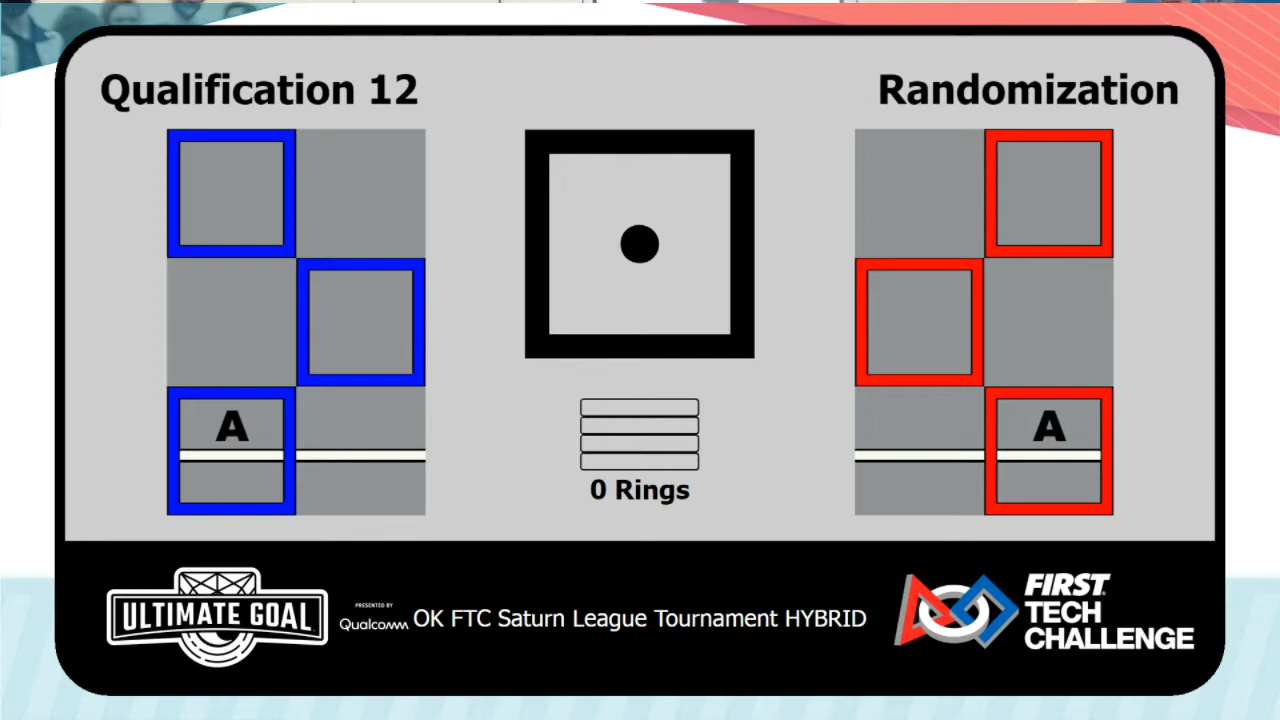 Qualification 12
Randomization
A
A
0 Rings
ULTIMATE GOAL
PRESENTED BY
Qualcomm
OK FTC Saturn League Tournament HYBRID
FIRST
TECH
CHALLENGE